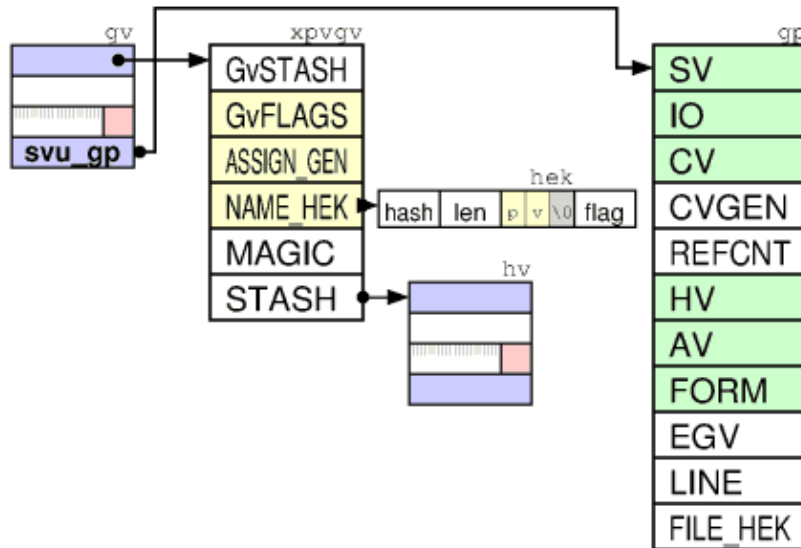 gv
svu_gp
xpvgv
GvSTASH
GvFLAGS
ASSIGN_GEN
NAME_HEK
MAGIC
STASH
hek
hash len p v \0 flag
hv
gp
SV
IO
CV
CVGEN
REFCNT
HV
AV
FORM
EGV
LINE
FILE_HEK